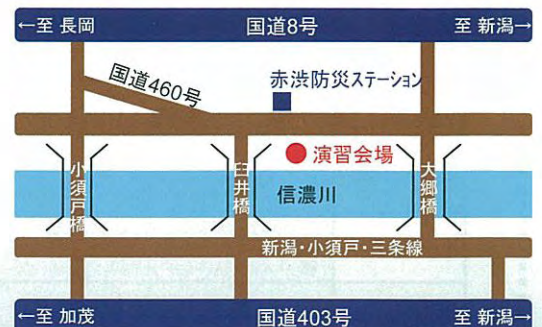 ←至 長岡
国道8号
至 新潟→
国道460号
赤渋防災ステーション
演習会場
小須戸橋
臼井橋
大郷橋
信濃川
新潟・小須戸・三条線
←至 加茂
国道403号
至 新潟→